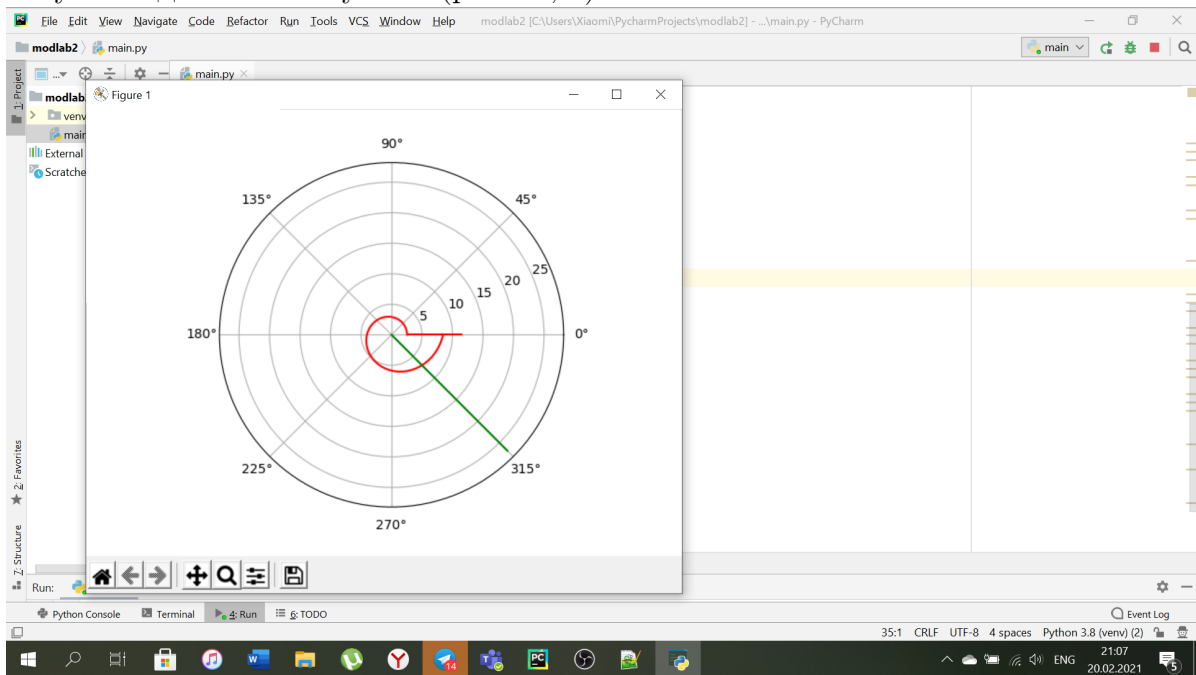 File Edit View Navigate Code Refactor Run Tools VCS Window Help modlab2 [C:\Users\Xiaomi\PycharmProjects\modlab2] - ...\main.py - PyCharm
modlab2 main.py main
1: Project ... main.py
modlab Figure 1
venv
main
External
Scratche
90°
135° 45°
25
20
15
10
5
180° 0°
225° 315°
270°
2: Favorites
7: Structure
Run:
Python Console Terminal 4: Run 6: TODO Event Log
35:1 CRLF UTF-8 4 spaces Python 3.8 (venv) (2)
PC 14 ENG 21:07
20.02.2021 5